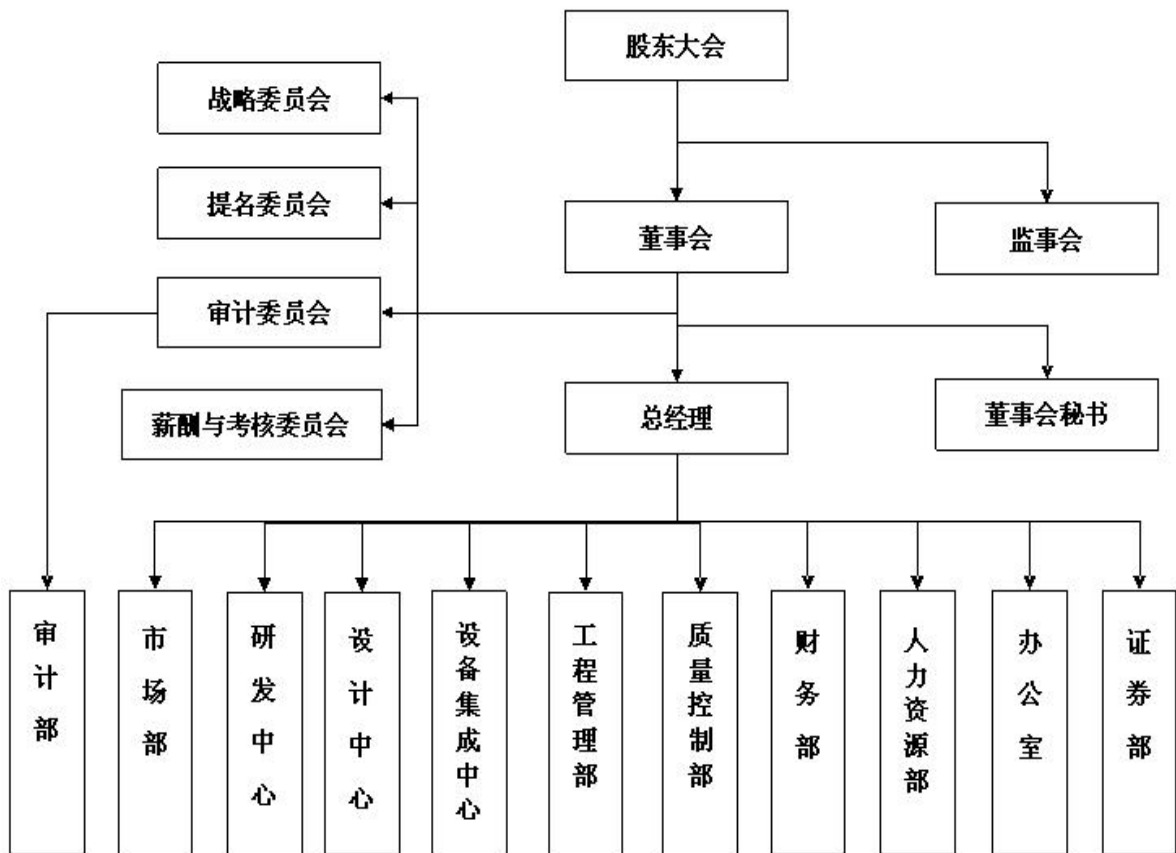 股东大会
战略委员会
提名委员会
董事会
监事会
审计委员会
薪酬与考核委员会
总经理
董事会秘书
审计部
市场部
研发中心
设计中心
设备集成中心
工程管理部
质量控制部
财务部
人力资源部
办公室
证券部